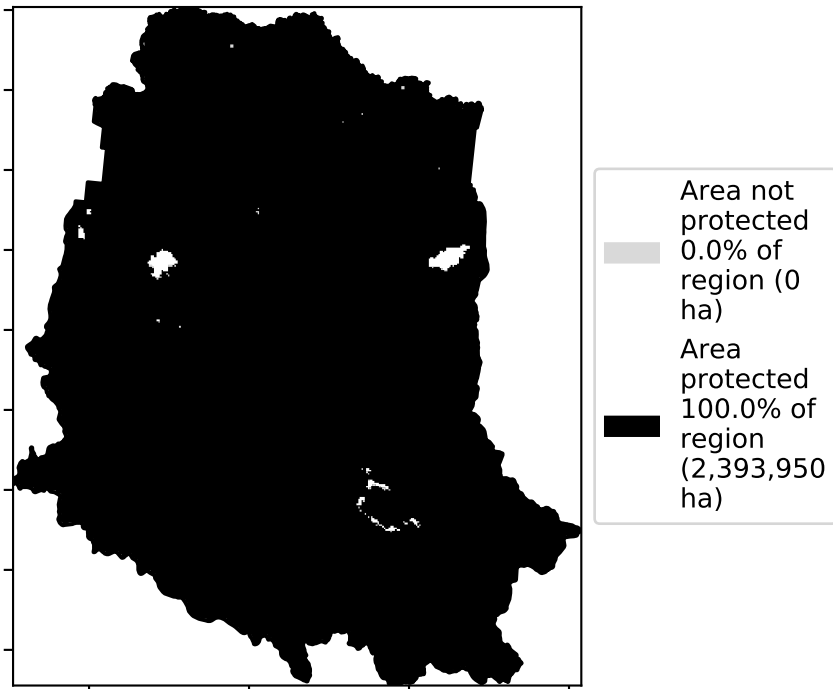 Area not
protected
0.0% of
region (0
ha)
Area
protected
100.0% of
region
(2,393,950
ha)